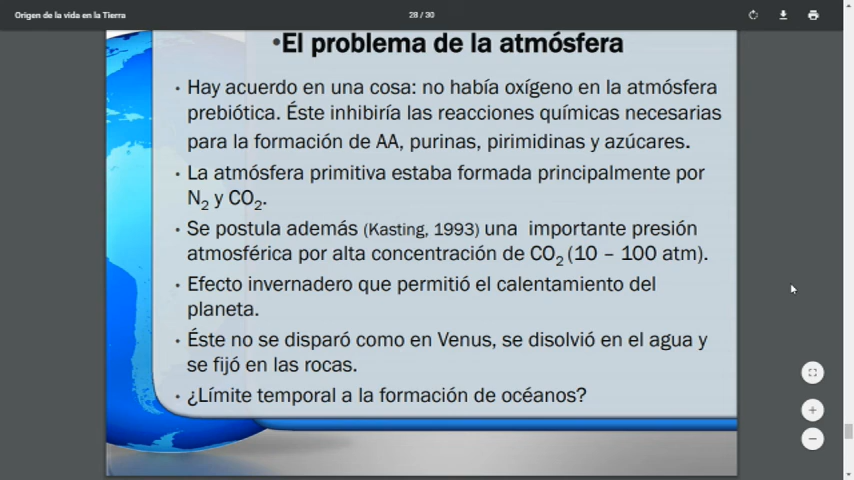 Origen de la vida en la Tierra
28 / 30
•El problema de la atmósfera
• Hay acuerdo en una cosa: no había oxígeno en la atmósfera
prebiótica. Éste inhibiría las reacciones químicas necesarias
para la formación de AA, purinas, pirimidinas y azúcares.
• La atmósfera primitiva estaba formada principalmente por
N₂ y CO₂.
• Se postula además (Kasting, 1993) una importante presión
atmosférica por alta concentración de CO₂ (10 – 100 atm).
• Efecto invernadero que permitió el calentamiento del
planeta.
• Éste no se disparó como en Venus, se disolvió en el agua y
se fijó en las rocas.
• ¿Límite temporal a la formación de océanos?